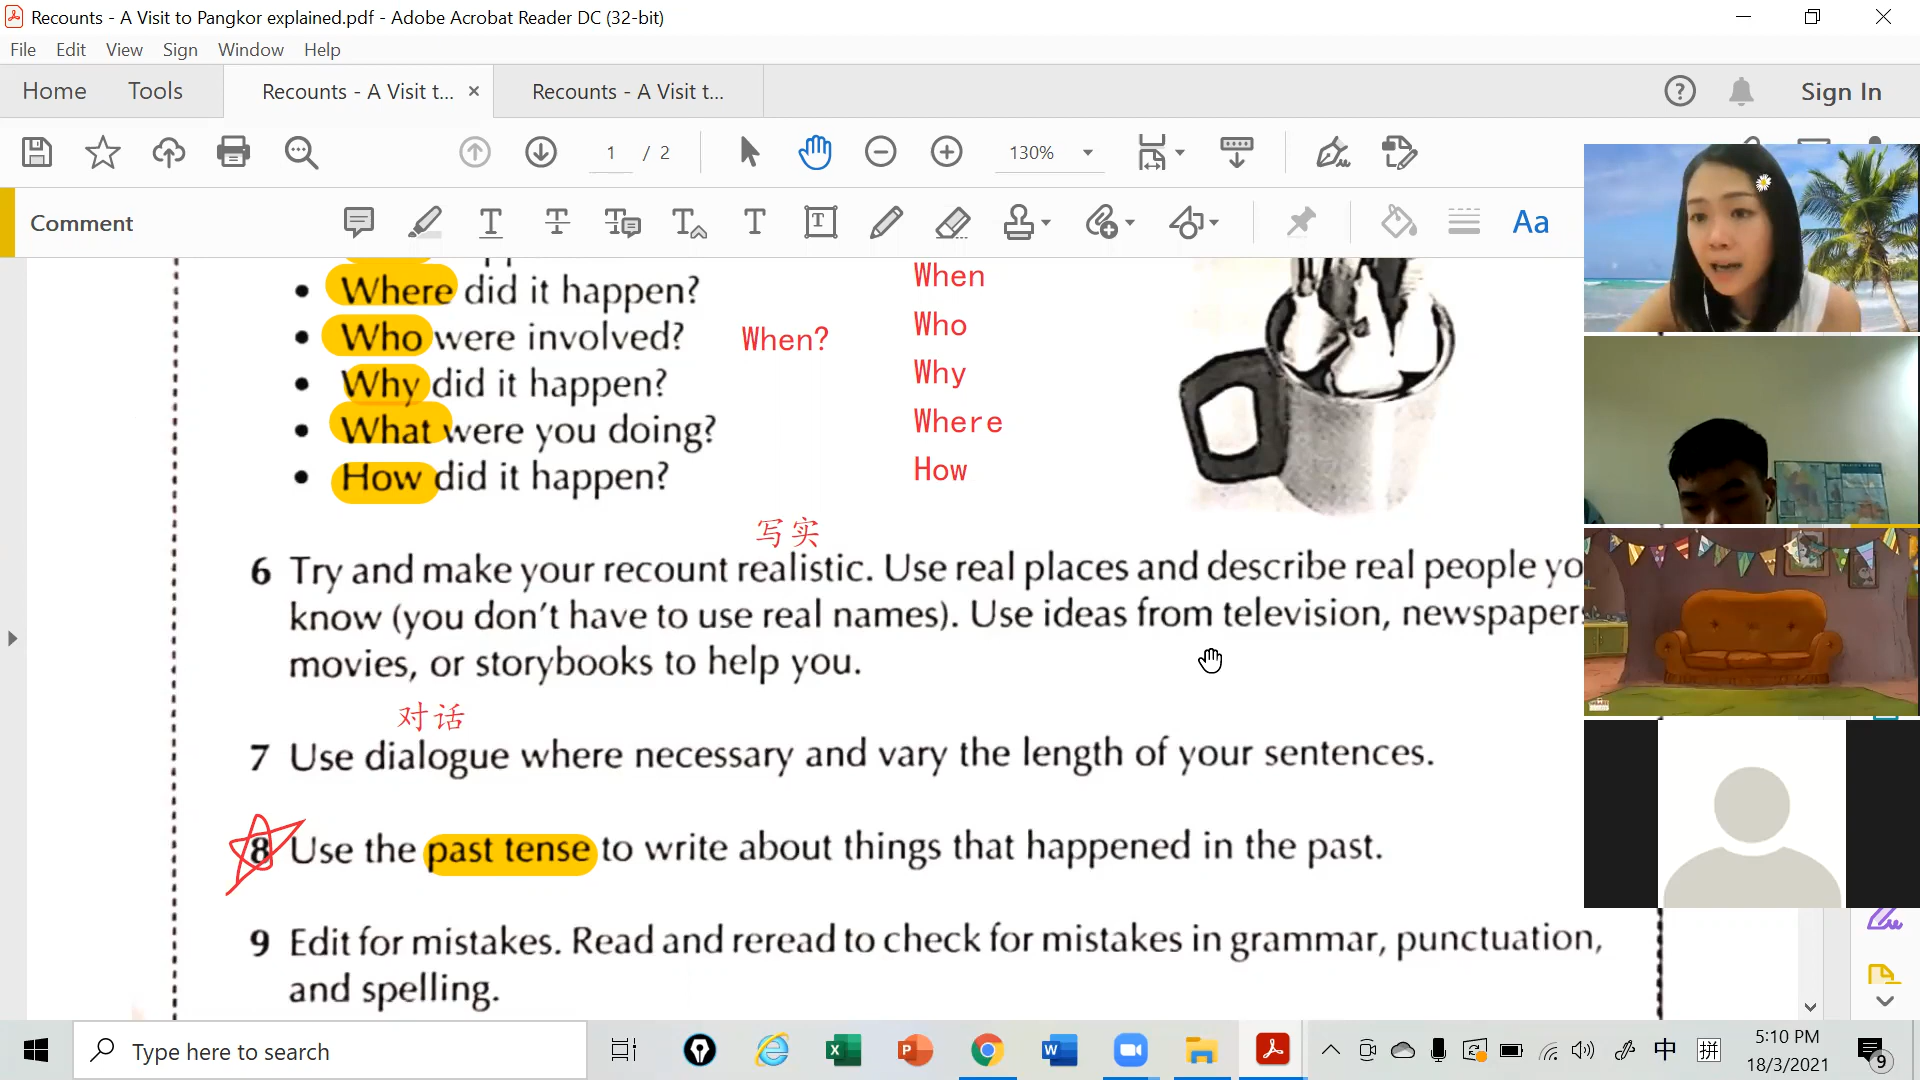 Recounts - A Visit to Pangkor explained.pdf - Adobe Acrobat Reader DC (32-bit)
File Edit View Sign Window Help
Home Tools Recounts - A Visit t... × Recounts - A Visit t... Sign In
1 / 2 130%
Comment Aa
• Where did it happen?
• Who were involved?
• Why did it happen?
• What were you doing?
• How did it happen?
When?
When
Who
Why
Where
How
写实
6 Try and make your recount realistic. Use real places and describe real people yo
know (you don't have to use real names). Use ideas from television, newspaper
movies, or storybooks to help you.
对话
7 Use dialogue where necessary and vary the length of your sentences.
8 Use the past tense to write about things that happened in the past.
9 Edit for mistakes. Read and reread to check for mistakes in grammar, punctuation,
and spelling.
Type here to search
中 拼
5:10 PM
18/3/2021
9